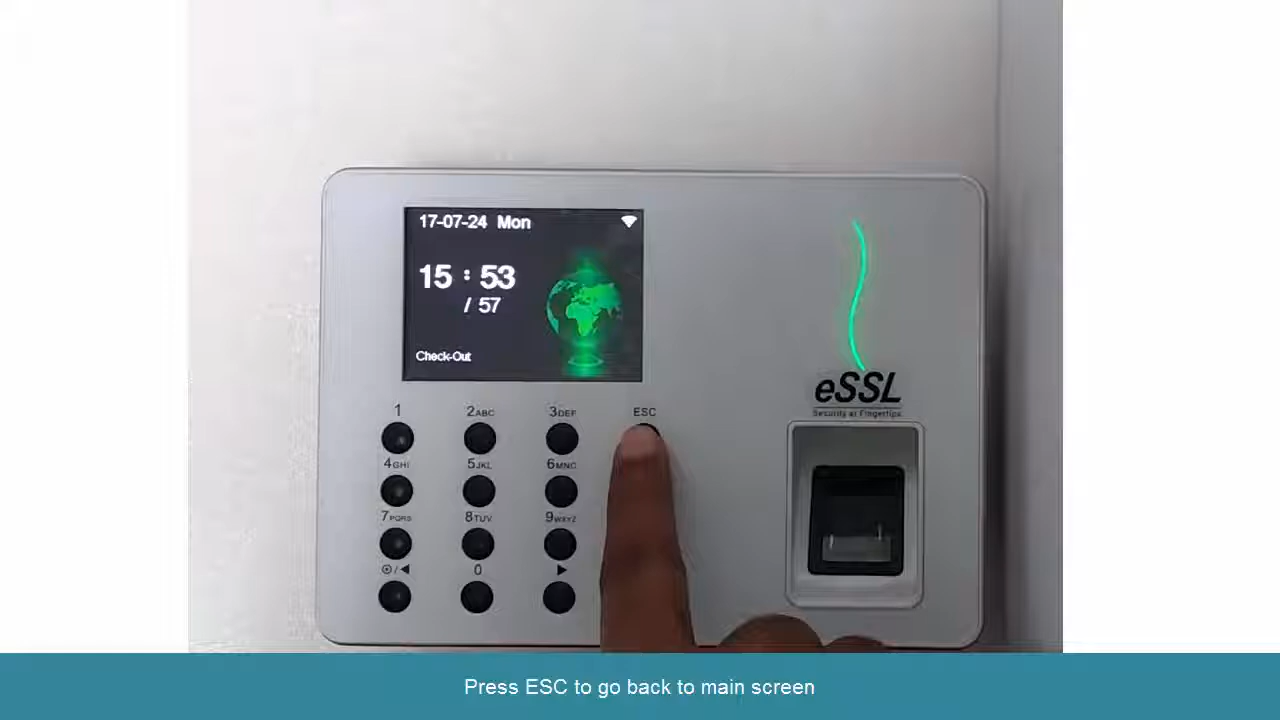 17-07-24 Mon
15 : 53
/ 57
Check-Out
eSSL
Security at Fingertips
1
2ABC
3DEF
ESC
4GHI
5JKL
6MNO
7PQRS
8TUV
9WXYZ
0
Press ESC to go back to main screen